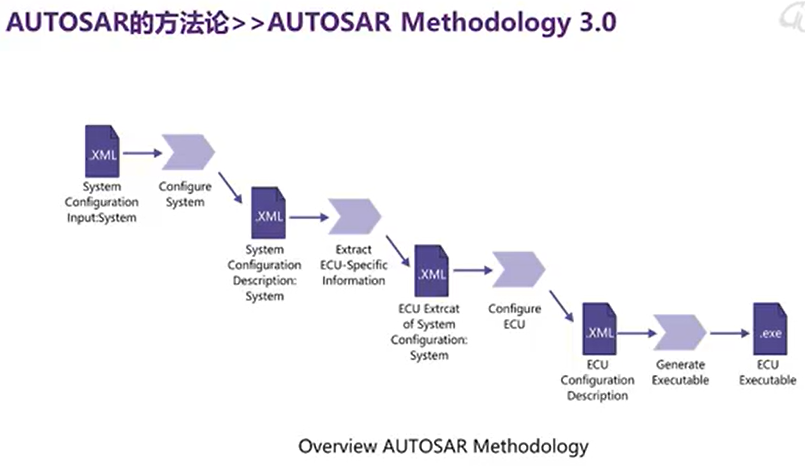 AUTOSAR的方法论>>AUTOSAR Methodology 3.0
.XML
System
Configuration
Input:System
Configure
System
.XML
System
Configuration
Description:
System
Extract
ECU-Specific
Information
.XML
ECU Extrcat
of System
Configuration:
System
Configure
ECU
.XML
ECU
Configuration
Description
Generate
Executable
.exe
ECU
Executable
Overview AUTOSAR Methodology